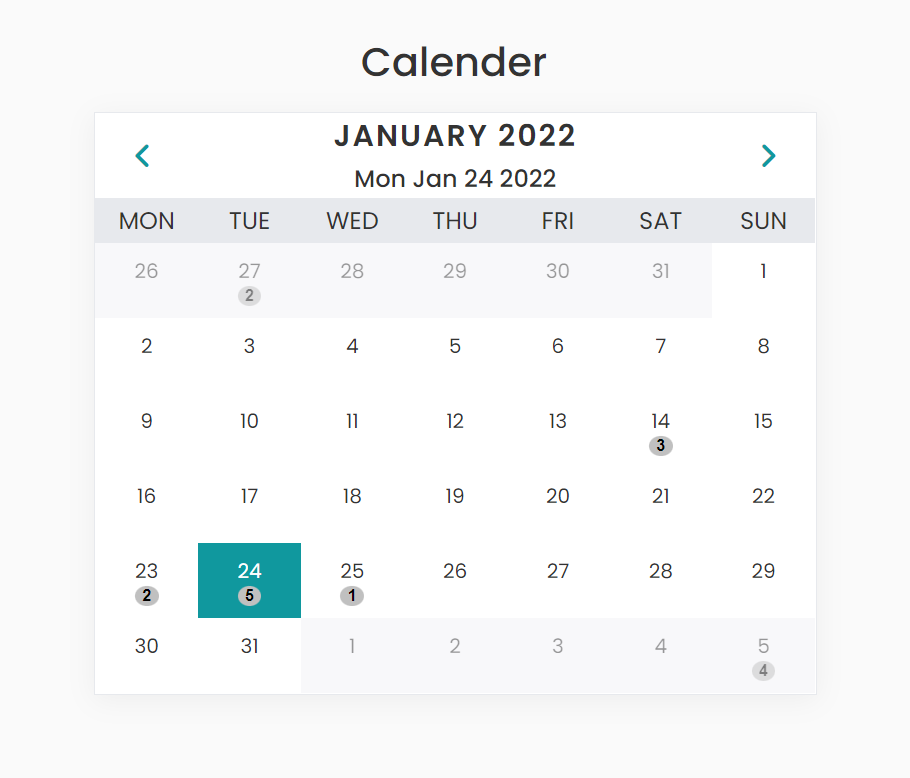 Calender
JANUARY 2022
Mon Jan 24 2022
MON TUE WED THU FRI SAT SUN
26 27 28 29 30 31 1
2
2 3 4 5 6 7 8
9 10 11 12 13 14 15
3
16 17 18 19 20 21 22
23 24 25 26 27 28 29
2 5 1
30 31 1 2 3 4 5
4